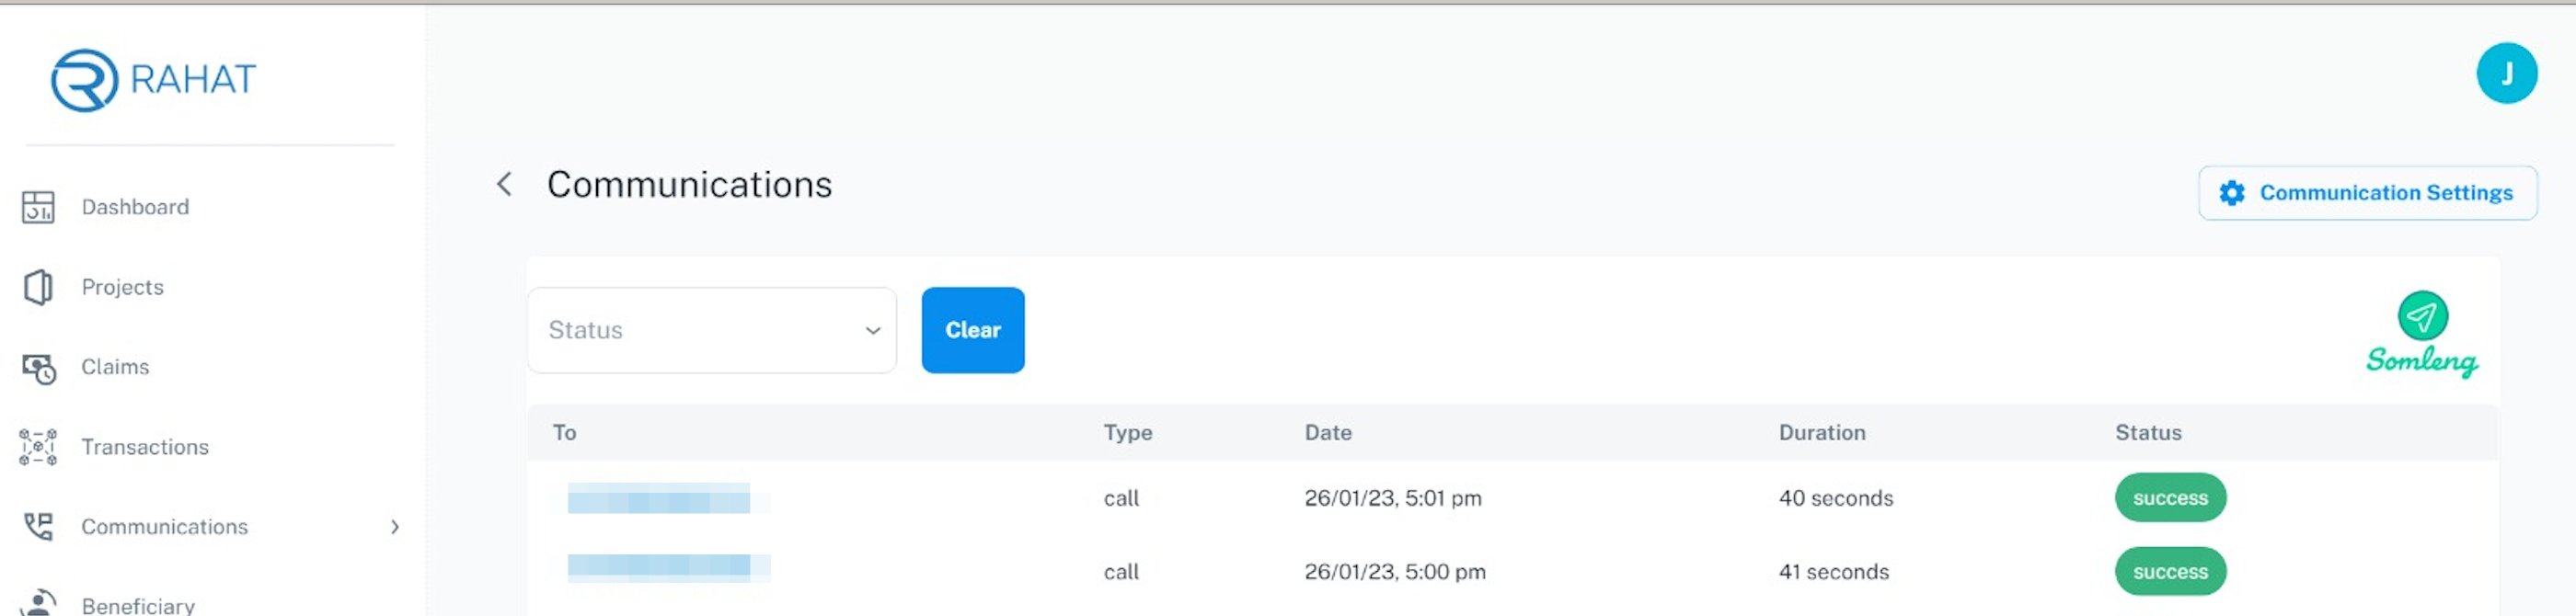 RAHAT
J
Dashboard
Projects
Claims
Transactions
Communications
Beneficiary
Communications
Communication Settings
Status
Clear
Somleng
To Type Date Duration Status
call 26/01/23, 5:01 pm 40 seconds success
call 26/01/23, 5:00 pm 41 seconds success